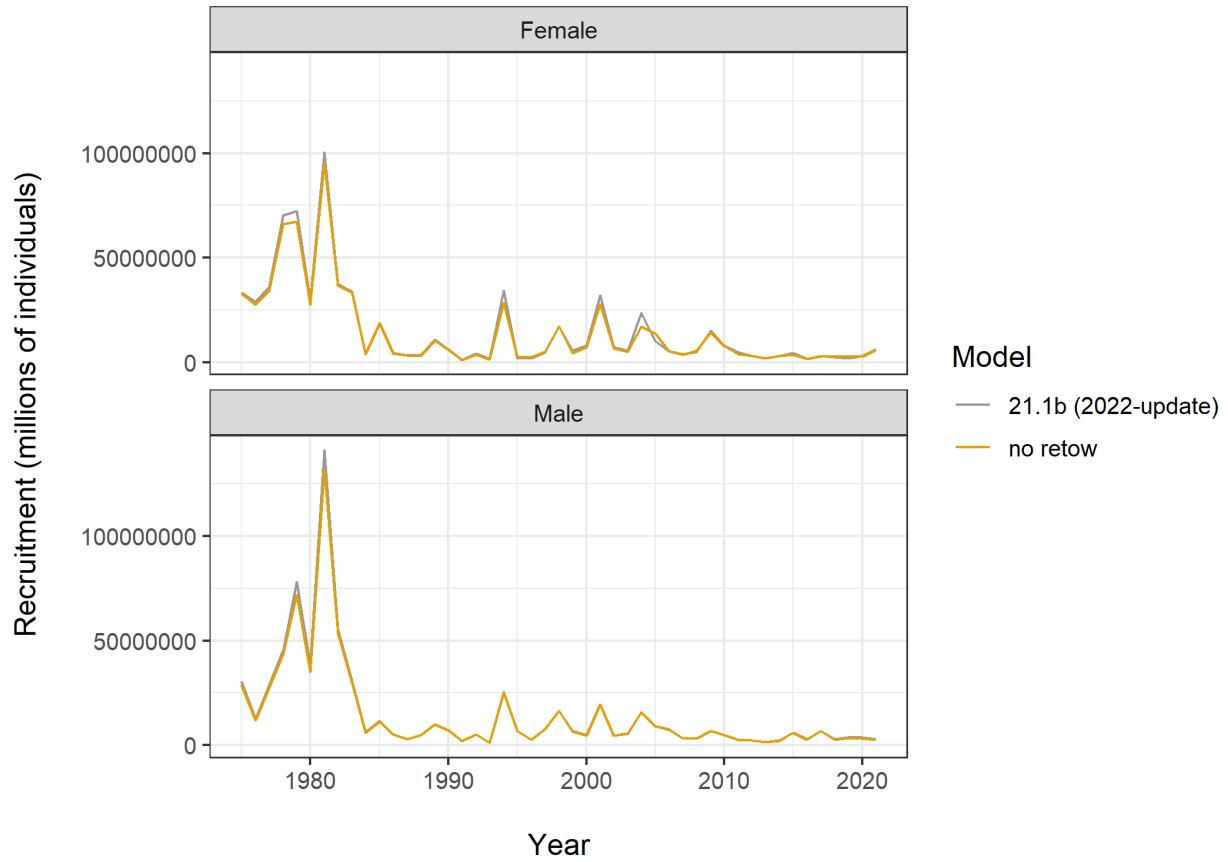 Female
100000000
50000000
0
Male
100000000
50000000
0
1980 1990 2000 2010 2020
Year
Recruitment (millions of individuals)
Model
21.1b (2022-update)
no retow